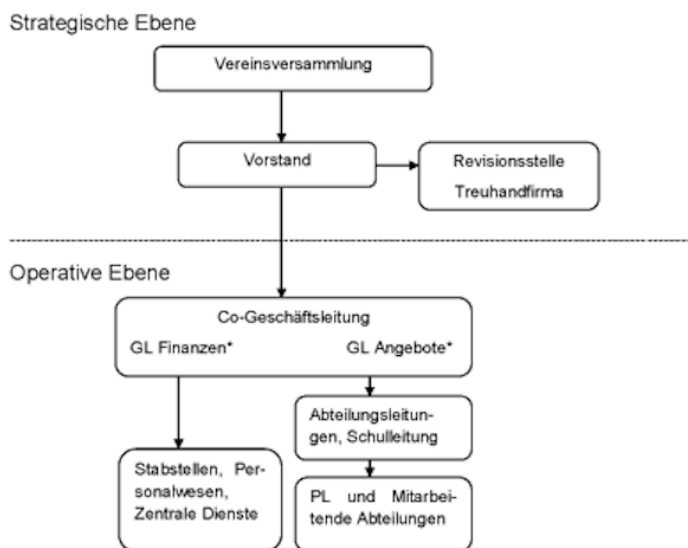 Strategische Ebene
Vereinsversammlung
Vorstand
Revisionsstelle
Treuhandfirma
Operative Ebene
Co-Geschäftsleitung
GL Finanzen* GL Angebote*
Abteilungsleitun-
gen, Schulleitung
Stabstellen, Per-
sonalwesen,
Zentrale Dienste
PL und Mitarbei-
tende Abteilungen